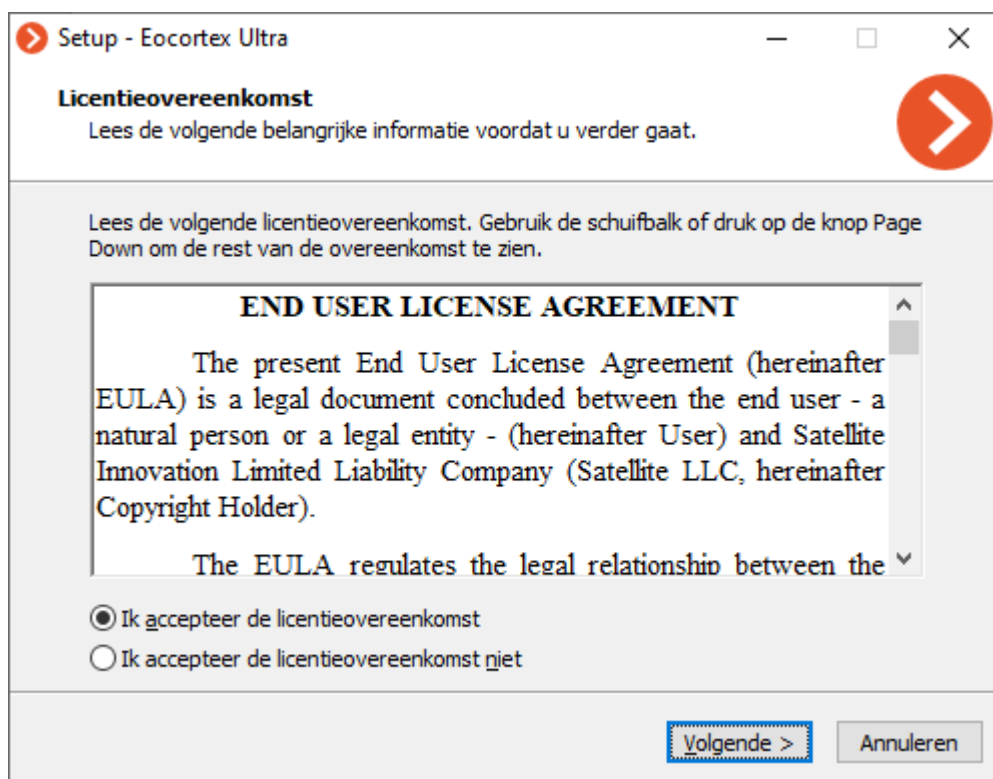 Setup - Eocortex Ultra
Licentieovereenkomst
Lees de volgende belangrijke informatie voordat u verder gaat.
Lees de volgende licentieovereenkomst. Gebruik de schuifbalk of druk op de knop Page
Down om de rest van de overeenkomst te zien.
END USER LICENSE AGREEMENT
The present End User License Agreement (hereinafter
EULA) is a legal document concluded between the end user - a
natural person or a legal entity - (hereinafter User) and Satellite
Innovation Limited Liability Company (Satellite LLC, hereinafter
Copyright Holder).
The EULA regulates the legal relationship between the
Ik accepteer de licentieovereenkomst
Ik accepteer de licentieovereenkomst niet
Volgende >
Annuleren